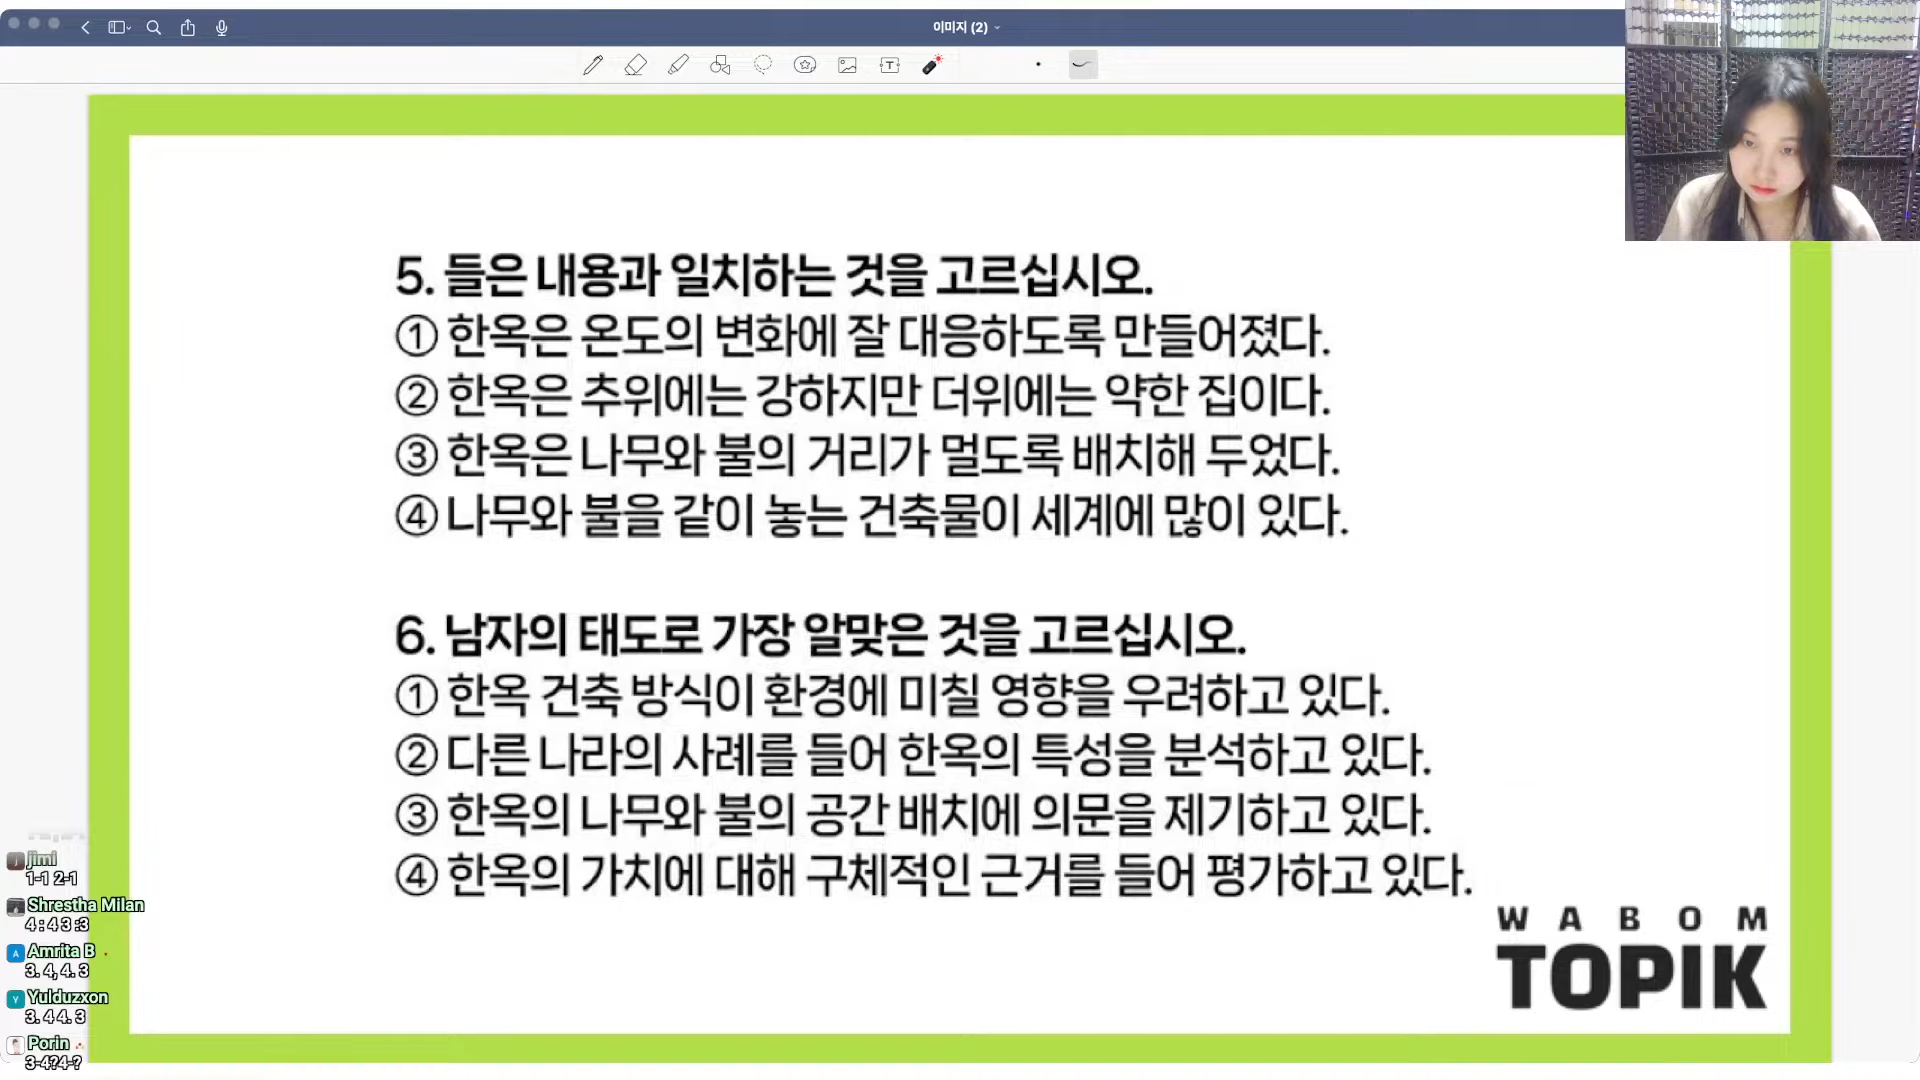 이미지 (2)
5. 들은 내용과 일치하는 것을 고르십시오.
① 한옥은 온도의 변화에 잘 대응하도록 만들어졌다.
② 한옥은 추위에는 강하지만 더위에는 약한 집이다.
③ 한옥은 나무와 불의 거리가 멀도록 배치해 두었다.
④ 나무와 불을 같이 놓는 건축물이 세계에 많이 있다.
6. 남자의 태도로 가장 알맞은 것을 고르십시오.
① 한옥 건축 방식이 환경에 미칠 영향을 우려하고 있다.
② 다른 나라의 사례를 들어 한옥의 특성을 분석하고 있다.
③ 한옥의 나무와 불의 공간 배치에 의문을 제기하고 있다.
④ 한옥의 가치에 대해 구체적인 근거를 들어 평가하고 있다.
WABOM
TOPIK
jimi
1-1 2-1
Shrestha Milan
4 : 4 3 :3
Amrita B
3. 4, 4. 3
Yulduzxon
3. 4 4. 3
Porin
3-4?4-?